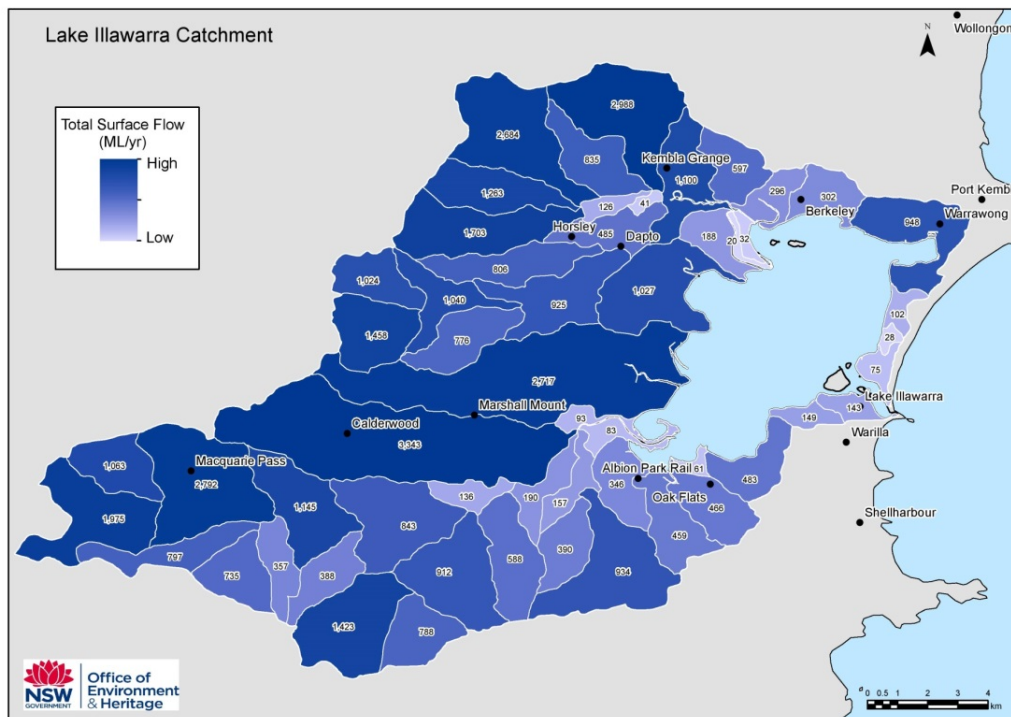 Lake Illawarra Catchment
N
Wollongon
Total Surface Flow
(ML/yr)
High
Low
2,988
2,684
835
Kembla Grange
597
1,100
Port Kemb
1,263
296
302
126
41
Berkeley
948
Warrawong
1,703
Horsley
485
Dapto
188
20
32
806
1,024
1,040
925
1,027
102
1,458
776
28
75
2,717
Lake Illawarra
Marshall Mount
93
149
143
Calderwood
83
Warilla
3,343
1,063
Macquarie Pass
2,792
Albion Park Rail
61
483
136
346
Oak Flats
1,145
190
157
466
1,975
843
Shellharbour
459
797
588
390
357
735
388
912
934
1,423
788
NSW
GOVERNMENT
Office of
Environment
& Heritage
0 0.5 1 2 3 4
km